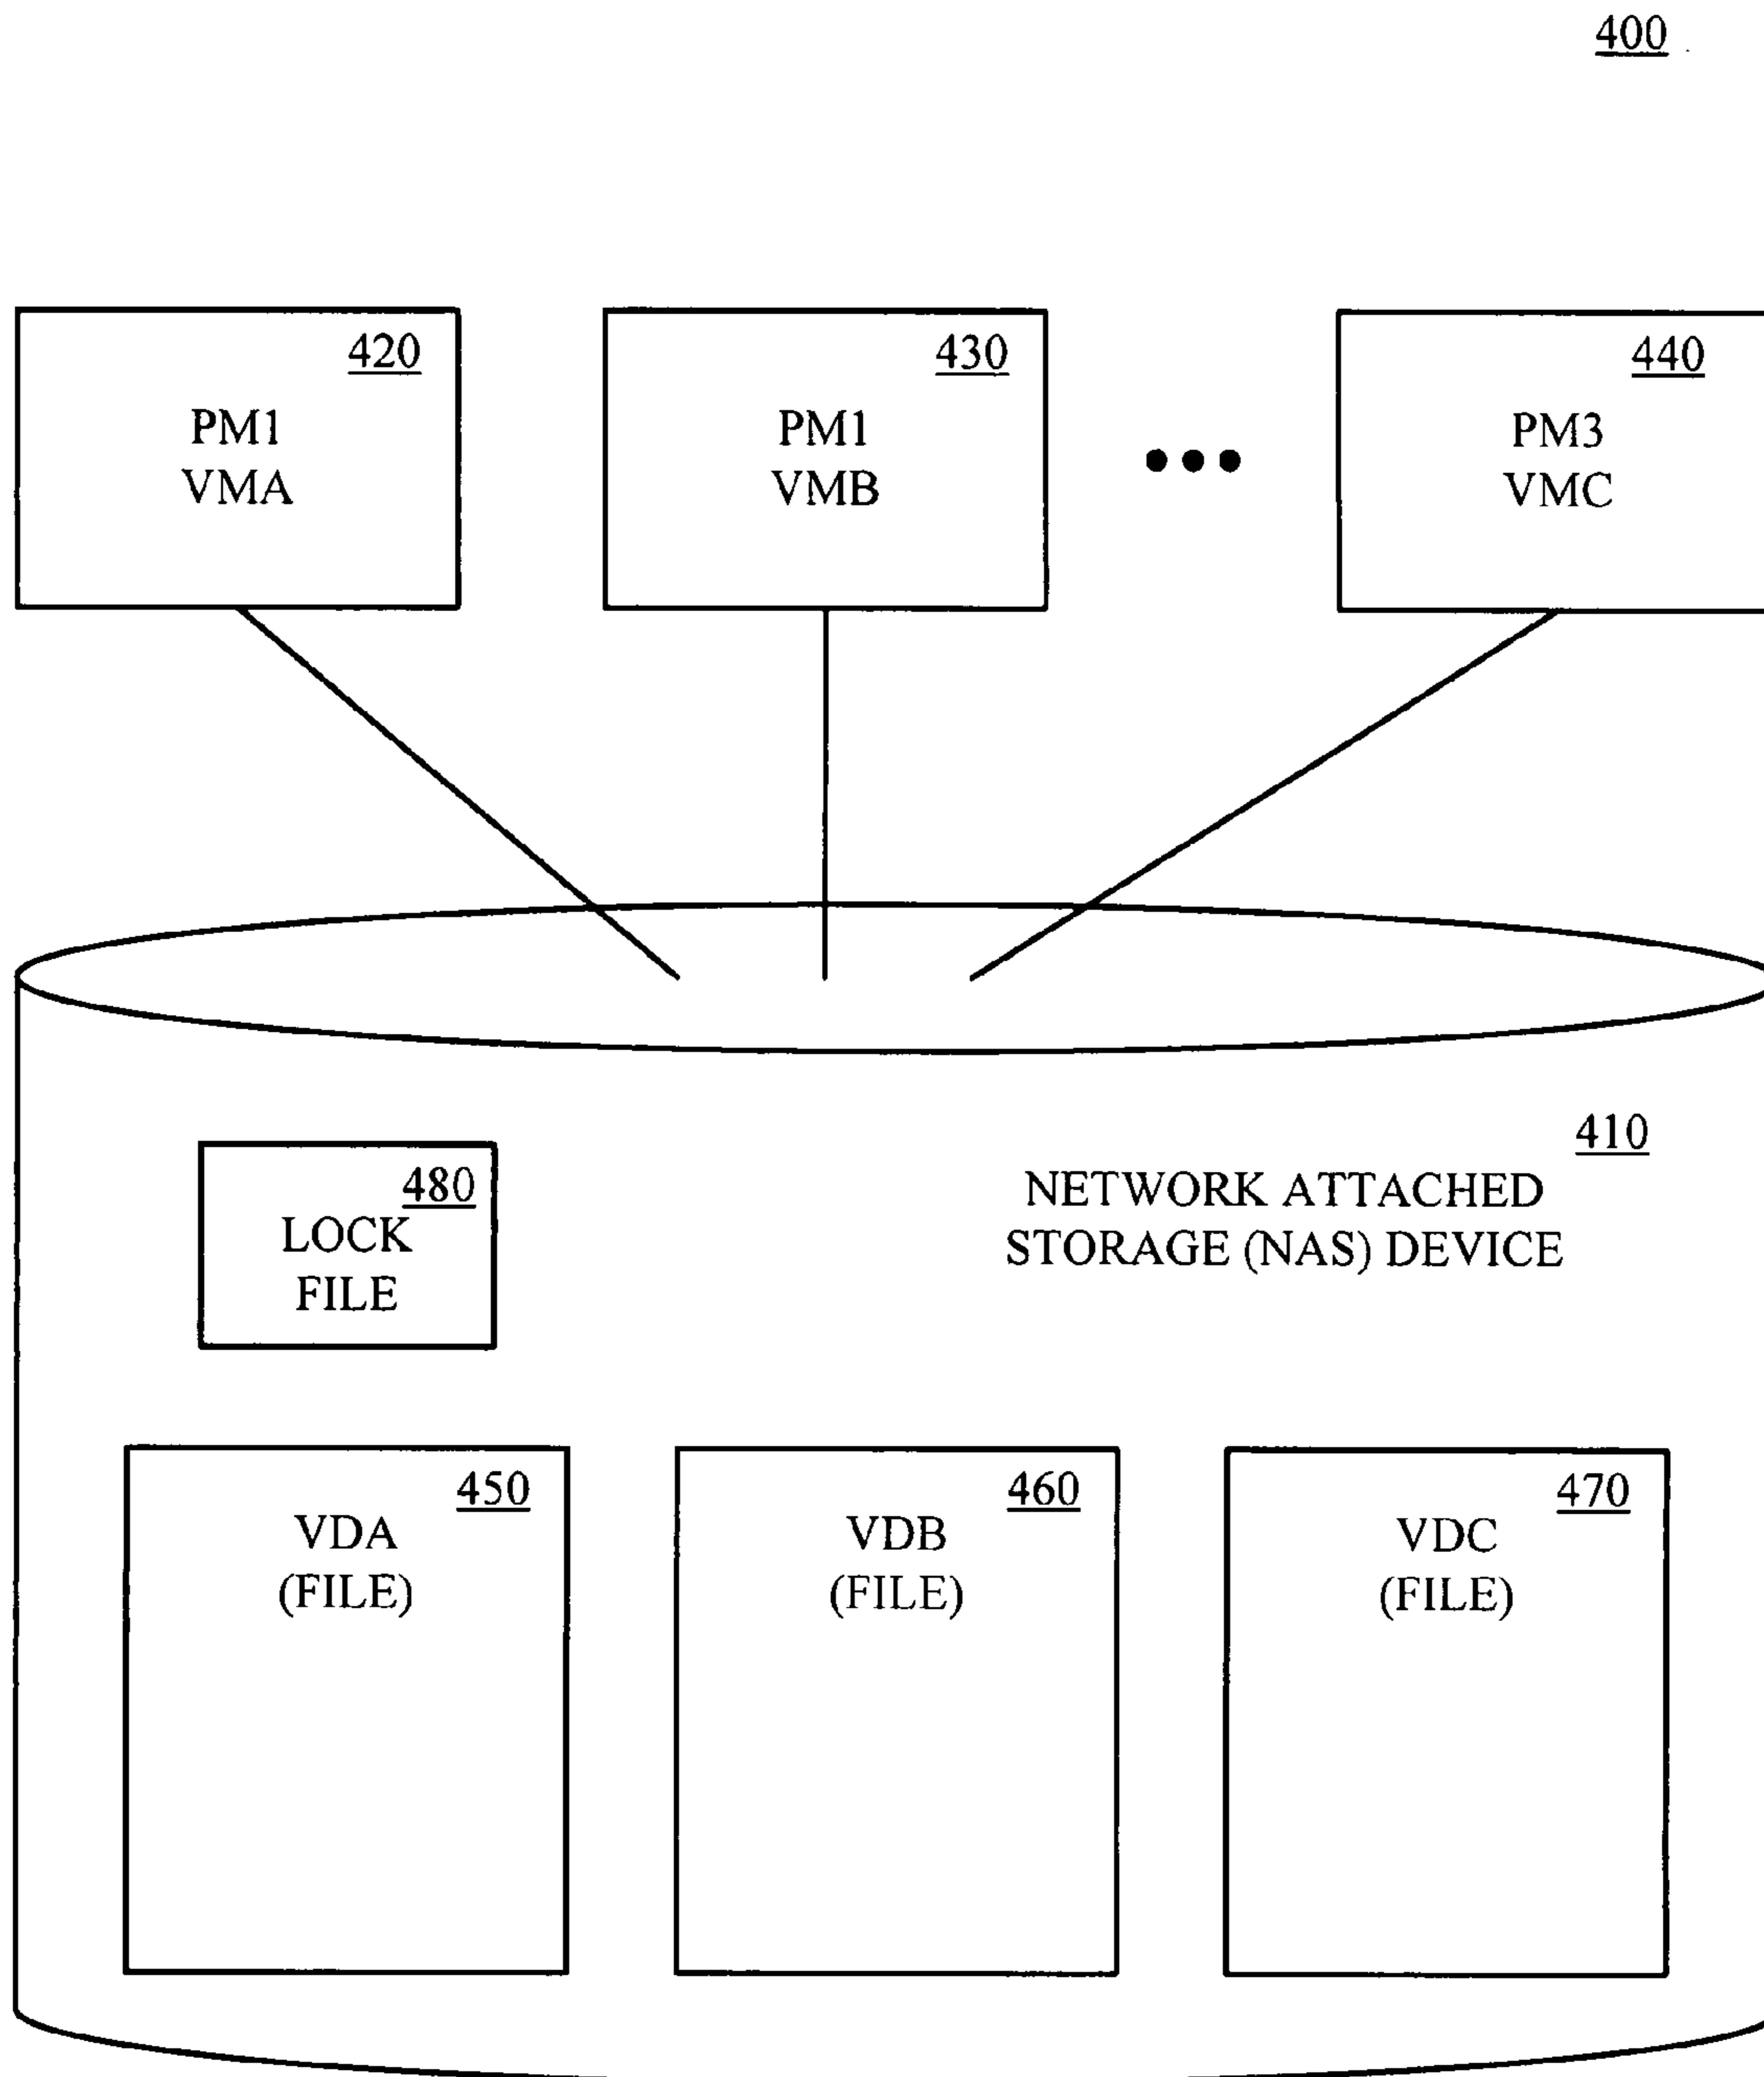 400
420
PM1
VMA
430
PM1
VMB
440
PM3
VMC
410
NETWORK ATTACHED
STORAGE (NAS) DEVICE
480
LOCK
FILE
450
VDA
(FILE)
460
VDB
(FILE)
470
VDC
(FILE)